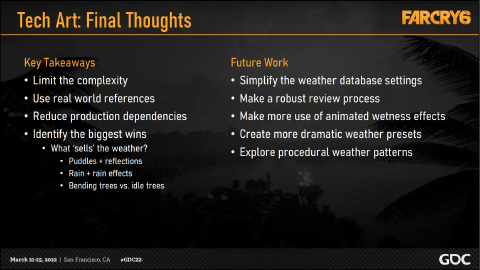 Tech Art: Final Thoughts
FARCRY6
Key Takeaways
• Limit the complexity
• Use real world references
• Reduce production dependencies
• Identify the biggest wins
• What 'sells' the weather?
• Puddles + reflections
• Rain + rain effects
• Bending trees vs. idle trees
Future Work
• Simplify the weather database settings
• Make a robust review process
• Make more use of animated wetness effects
• Create more dramatic weather presets
• Explore procedural weather patterns
March 21-25, 2022 | San Francisco, CA #GDC22
GDC